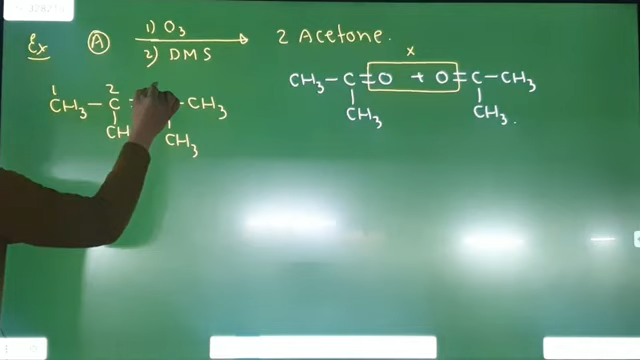 Ex (A) 1) O3 2 Acetone.
2) DMS
x
CH3-C=O + O=C-CH3
CH3 CH3.
1 2
CH3-C -CH3
CH CH3